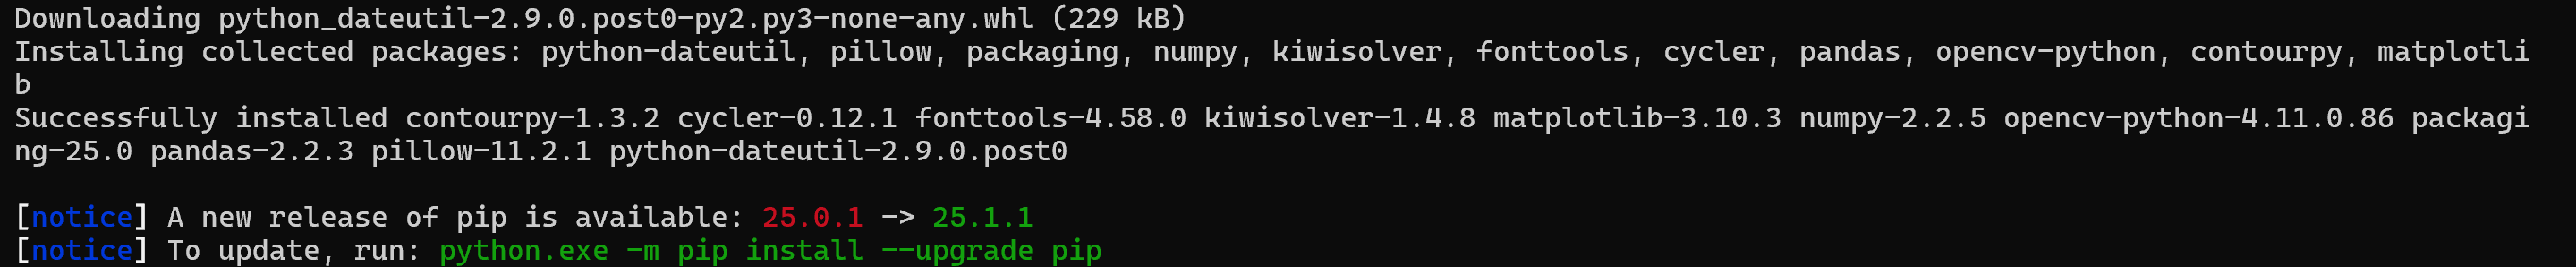 Downloading python_dateutil-2.9.0.post0-py2.py3-none-any.whl (229 kB)
Installing collected packages: python-dateutil, pillow, packaging, numpy, kiwisolver, fonttools, cycler, pandas, opencv-python, contourpy, matplotli
b
Successfully installed contourpy-1.3.2 cycler-0.12.1 fonttools-4.58.0 kiwisolver-1.4.8 matplotlib-3.10.3 numpy-2.2.5 opencv-python-4.11.0.86 packagi
ng-25.0 pandas-2.2.3 pillow-11.2.1 python-dateutil-2.9.0.post0
[notice] A new release of pip is available: 25.0.1 -> 25.1.1
[notice] To update, run: python.exe -m pip install --upgrade pip